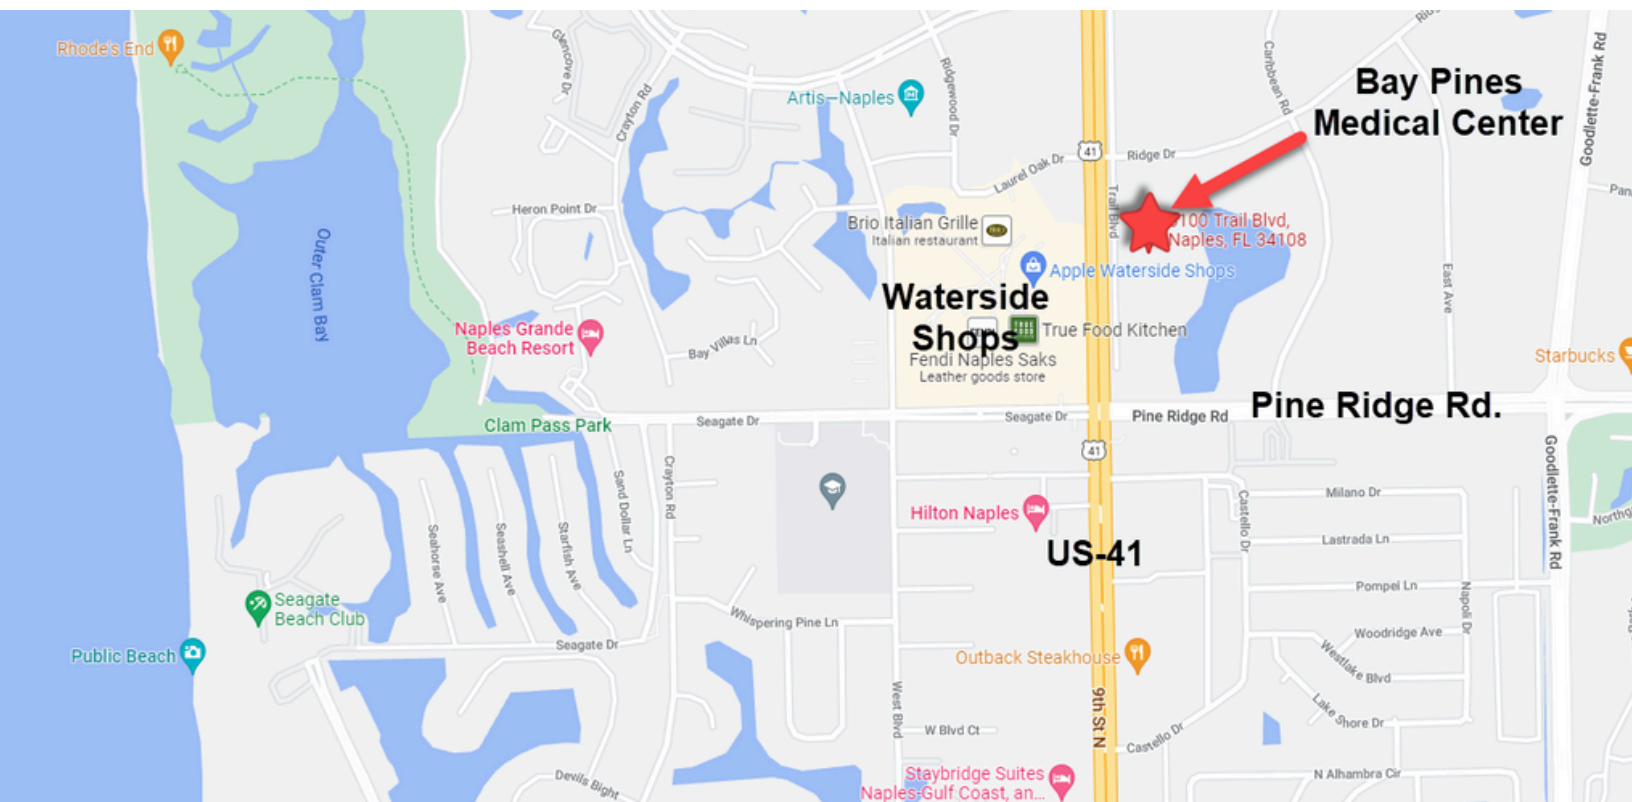 Rhode's End
Glencove Dr
Crayton Rd
Artis—Naples
Ridgewood Dr
Caribbean Rd
Goodlette-Frank Rd
Bay Pines
Medical Center
41
Laurel Oak Dr
Ridge Dr
Trail Blvd
Heron Point Dr
Brio Italian Grille
Italian restaurant
100 Trail Blvd,
Naples, FL 34108
Outer Clam Bay
Apple Waterside Shops
East Ave
Waterside
Shops
True Food Kitchen
Naples Grande
Beach Resort
Bay Villas Ln
Fendi Naples Saks
Leather goods store
Starbucks
Clam Pass Park
Seagate Dr
Seagate Dr
Pine Ridge Rd
Pine Ridge Rd.
41
Goodlette-Frank Rd
Crayton Rd
Sand Dollar Ln
Seahorse Ave
Seashell Ave
Starfish Ave
Hilton Naples
Castello Dr
Milano Dr
US-41
Lastrada Ln
Pompei Ln
Napoli Dr
Seagate
Beach Club
Whispering Pine Ln
Woodridge Ave
Public Beach
Seagate Dr
Outback Steakhouse
Westlake Blvd
West Blvd
9th St N
Lake Shore Dr
W Blvd Ct
Castello Dr
Devils Bight
Staybridge Suites
Naples-Gulf Coast, an...
N Alhambra Cir